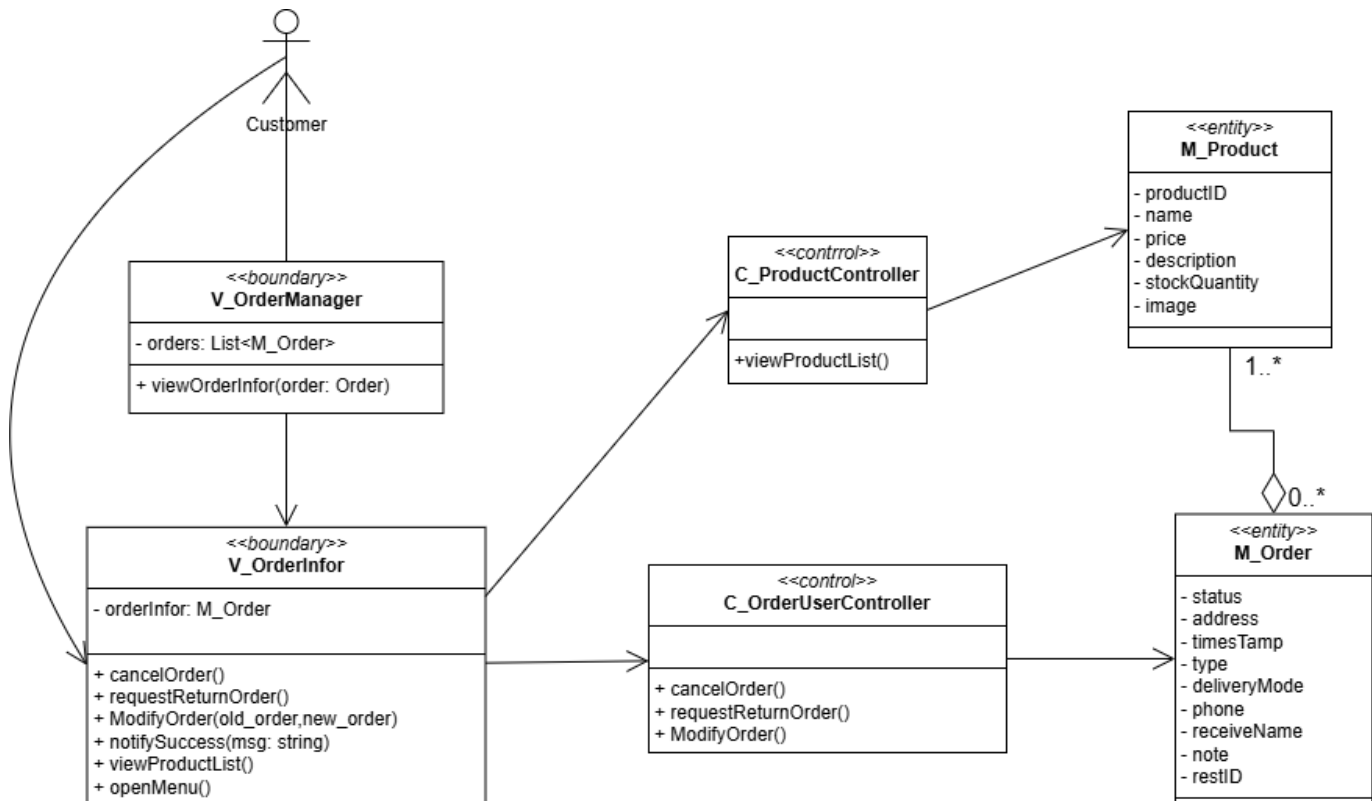 Customer
<<boundary>>
V_OrderManager
- orders: List<M_Order>
+ viewOrderInfor(order: Order)
<<boundary>>
V_OrderInfor
- orderInfor: M_Order
+ cancelOrder()
+ requestReturnOrder()
+ ModifyOrder(old_order,new_order)
+ notifySuccess(msg: string)
+ viewProductList()
+ openMenu()
<<contrrol>>
C_ProductController
+viewProductList()
<<control>>
C_OrderUserController
+ cancelOrder()
+ requestReturnOrder()
+ ModifyOrder()
<<entity>>
M_Product
- productID
- name
- price
- description
- stockQuantity
- image
1..*
0..*
<<entity>>
M_Order
- status
- address
- timesTamp
- type
- deliveryMode
- phone
- receiveName
- note
- restID